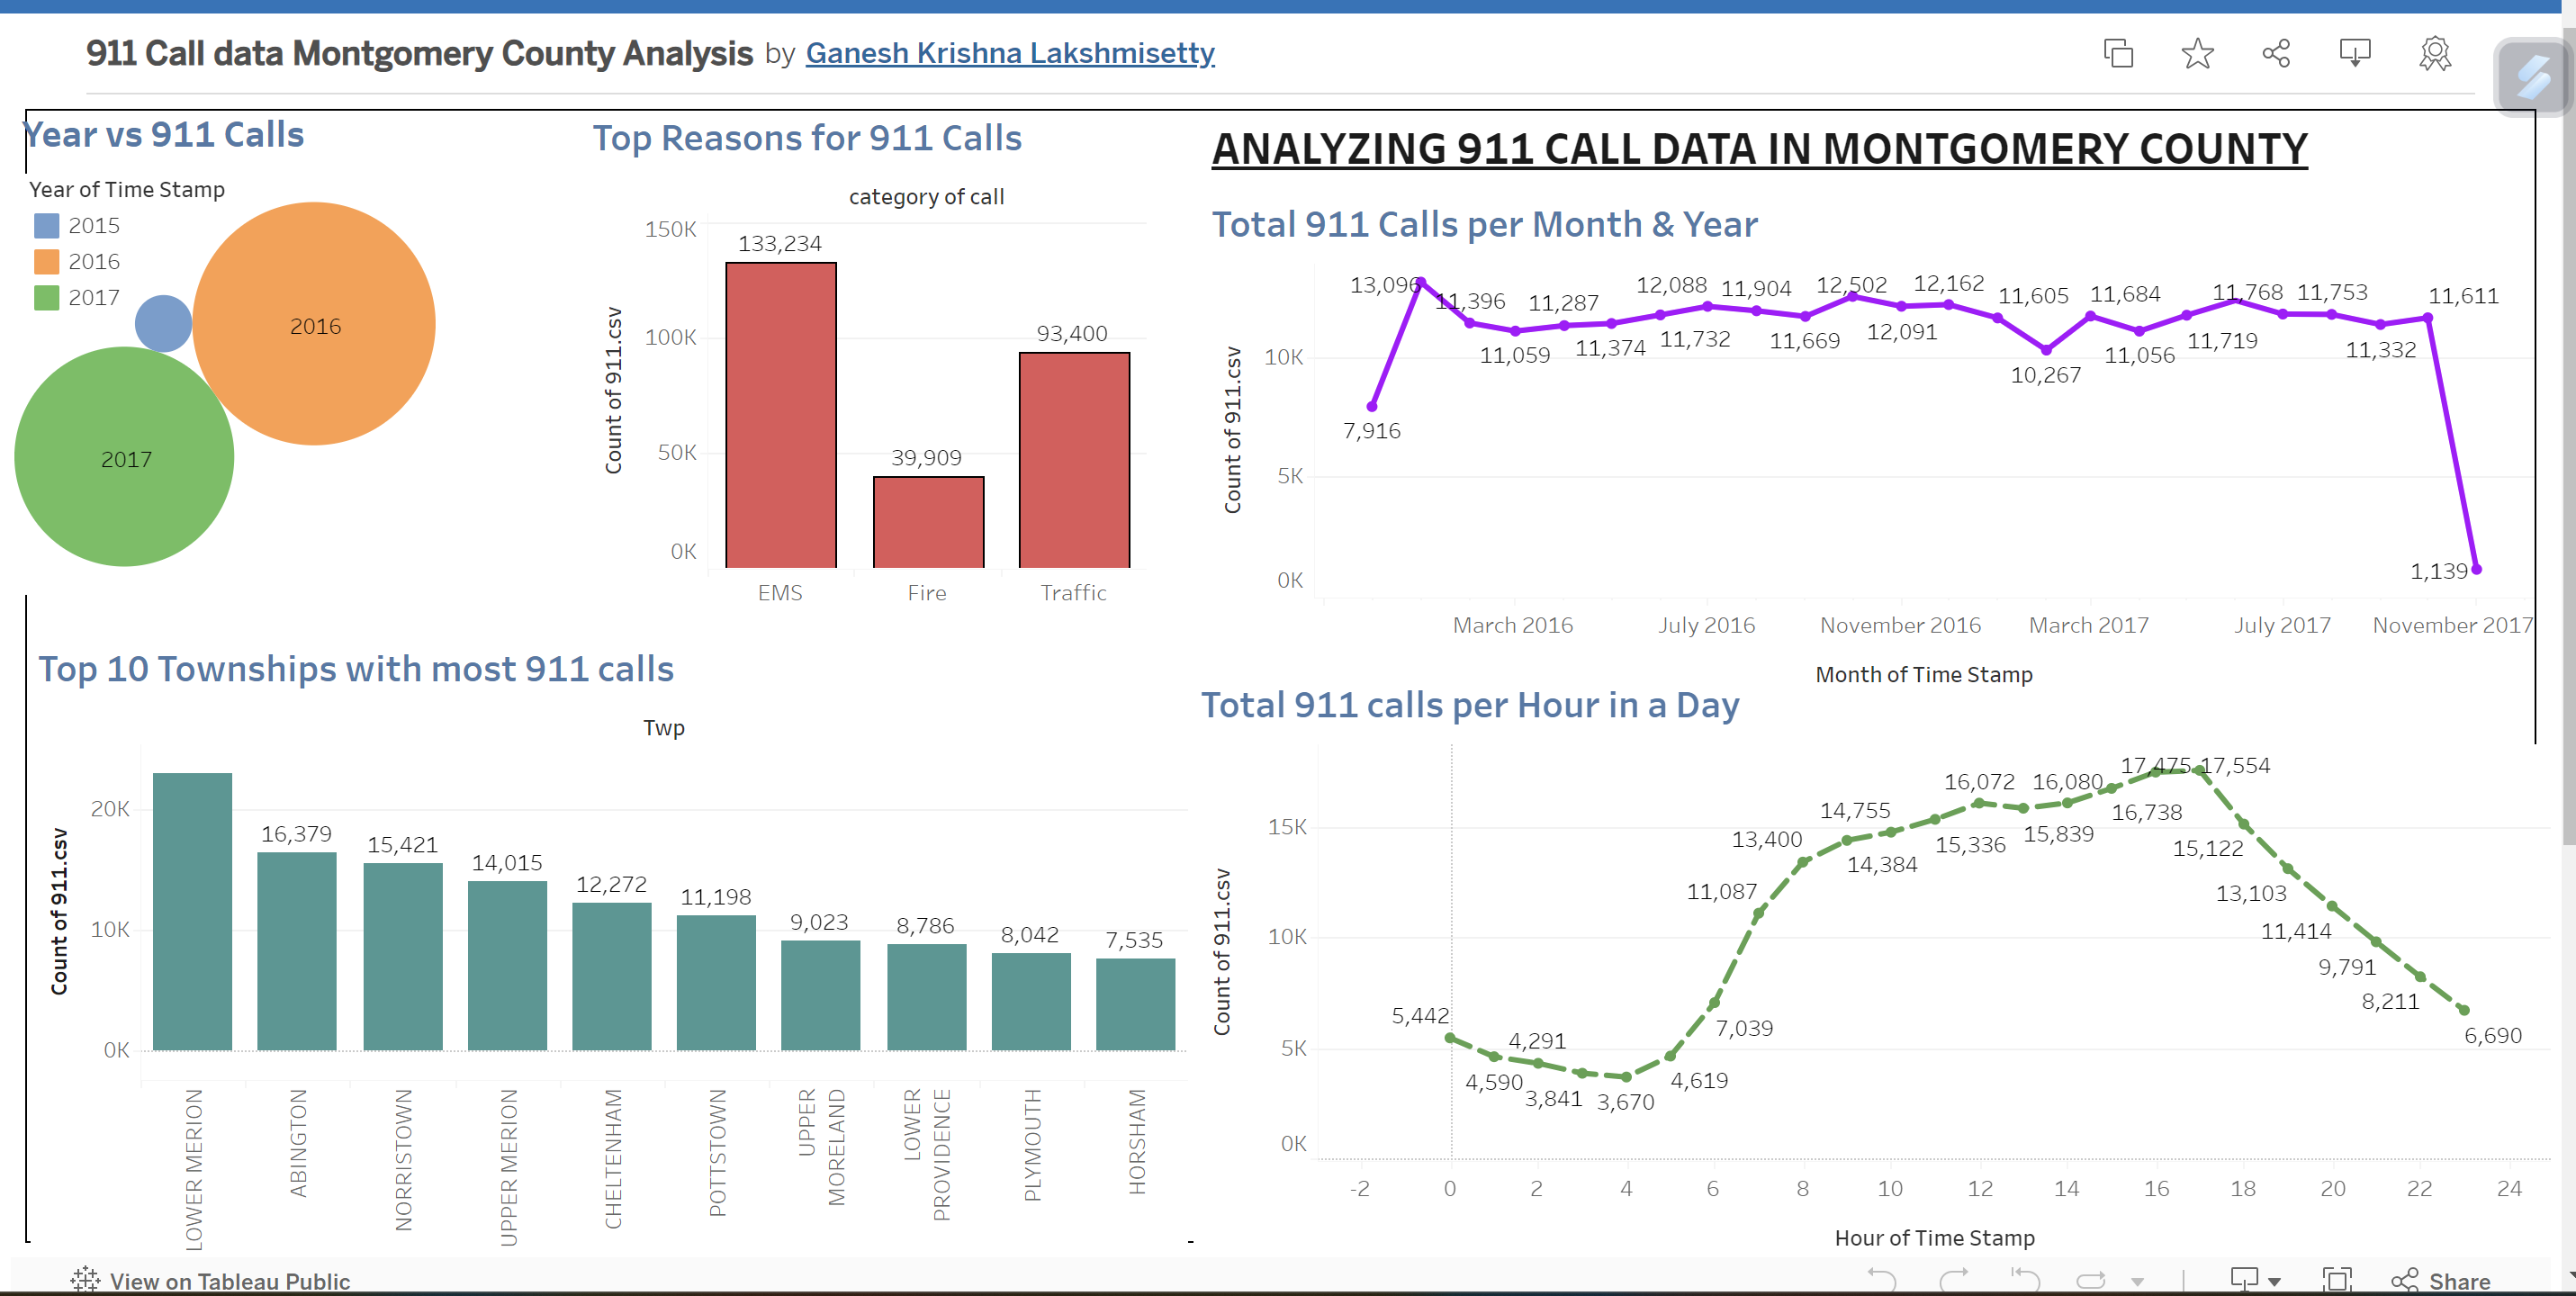 911 Call data Montgomery County Analysis by Ganesh Krishna Lakshmisetty
Year vs 911 Calls
Year of Time Stamp
2015
2016
2017
2016
2017
Top Reasons for 911 Calls
category of call
Count of 911.csv
150K
100K
50K
0K
133,234
39,909
93,400
EMS
Fire
Traffic
ANALYZING 911 CALL DATA IN MONTGOMERY COUNTY
Total 911 Calls per Month & Year
Count of 911.csv
10K
5K
0K
7,916
13,096
11,396
11,059
11,287
11,374
11,732
12,088
11,904
11,669
12,502
12,091
12,162
11,605
10,267
11,684
11,056
11,719
11,768
11,753
11,332
11,611
1,139
March 2016
July 2016
November 2016
March 2017
July 2017
November 2017
Month of Time Stamp
Top 10 Townships with most 911 calls
Twp
Count of 911.csv
20K
10K
0K
16,379
15,421
14,015
12,272
11,198
9,023
8,786
8,042
7,535
LOWER MERION
ABINGTON
NORRISTOWN
UPPER MERION
CHELTENHAM
POTTSTOWN
UPPER
MORELAND
LOWER
PROVIDENCE
PLYMOUTH
HORSHAM
Total 911 calls per Hour in a Day
Count of 911.csv
15K
10K
5K
0K
5,442
4,590
4,291
3,841
3,670
4,619
7,039
11,087
13,400
14,384
14,755
15,336
16,072
15,839
16,080
16,738
17,475
17,554
15,122
13,103
11,414
9,791
8,211
6,690
-2
0
2
4
6
8
10
12
14
16
18
20
22
24
Hour of Time Stamp
View on Tableau Public
Share